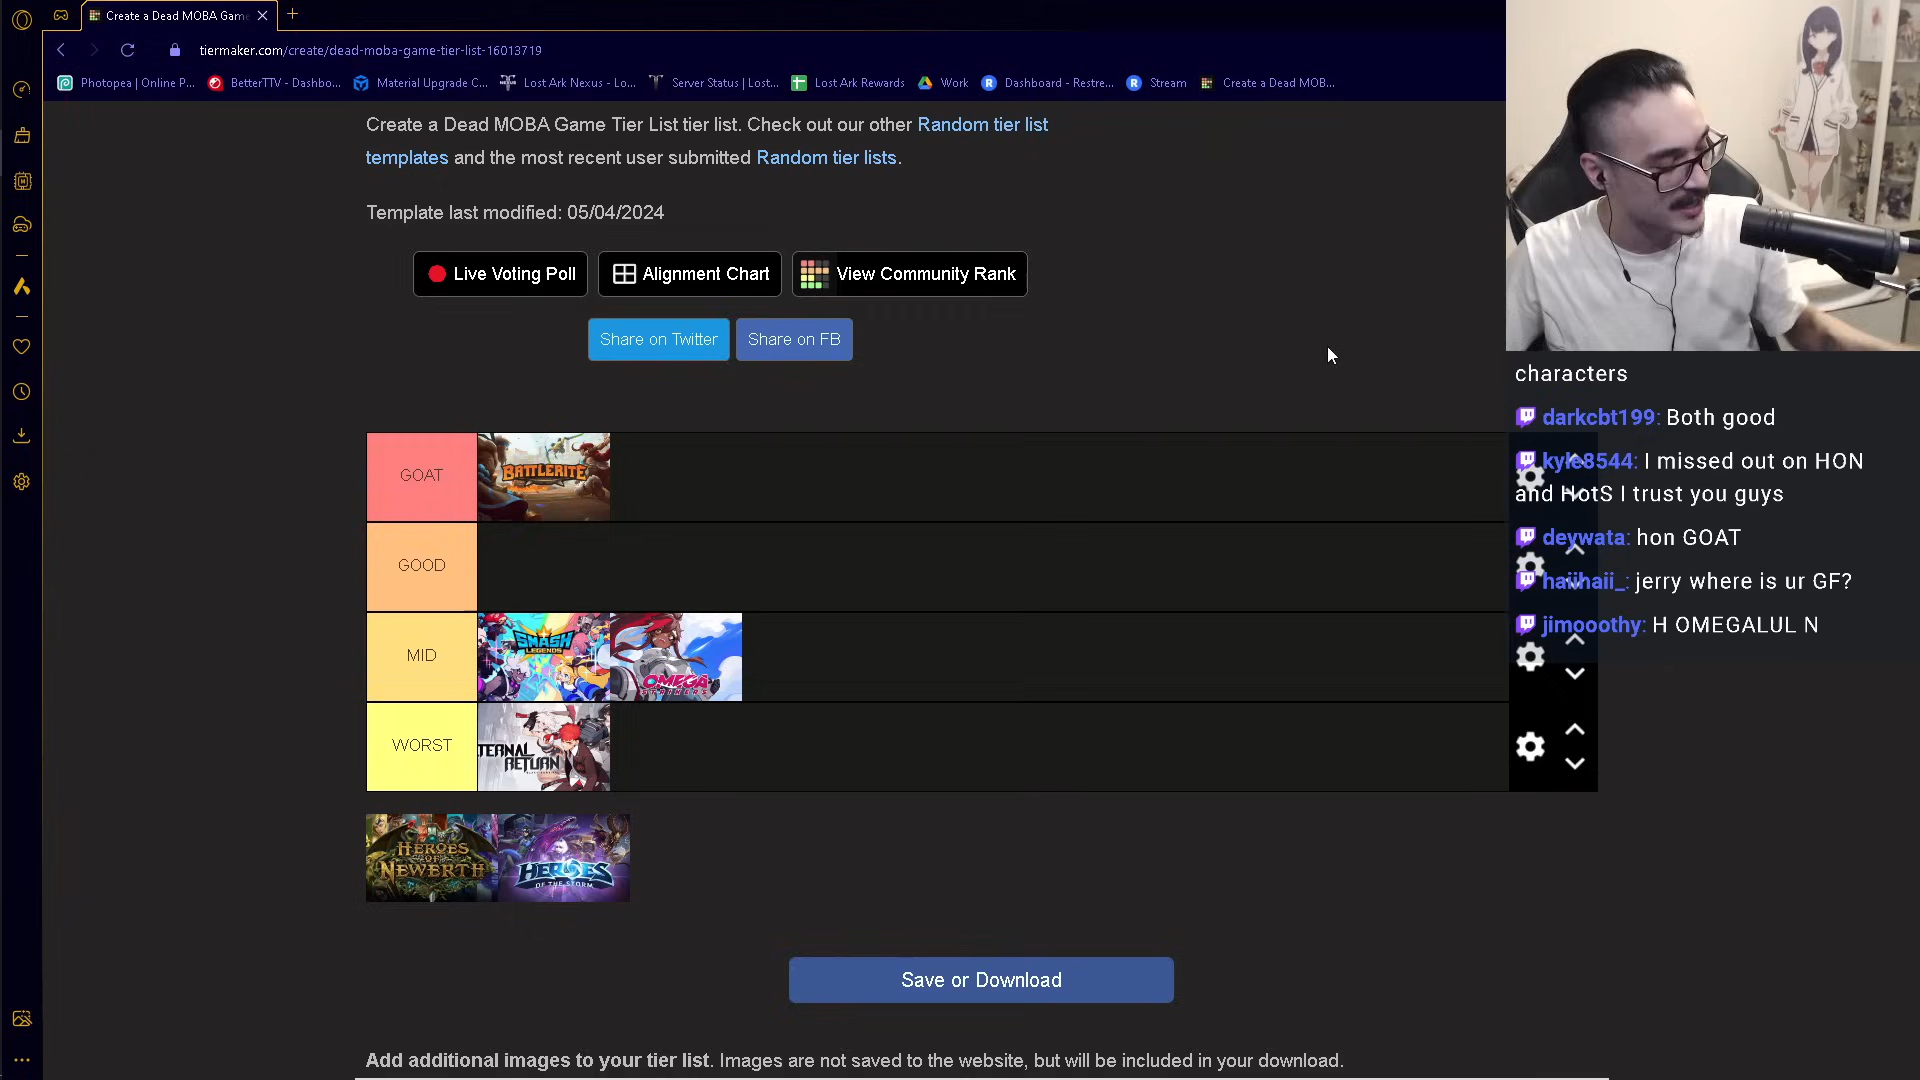 Create a Dead MOBA Game
tiermaker.com/create/dead-moba-game-tier-list-16013719
Photopea | Online P...
BetterTTV - Dashbo...
Material Upgrade C...
Lost Ark Nexus - Lo...
Server Status | Lost...
Lost Ark Rewards
Work
Dashboard - Restre...
Stream
Create a Dead MOB...
Create a Dead MOBA Game Tier List tier list. Check out our other Random tier list
templates and the most recent user submitted Random tier lists.
Template last modified: 05/04/2024
Live Voting Poll
Alignment Chart
View Community Rank
Share on Twitter
Share on FB
characters
darkcbt199: Both good
kyle8544: I missed out on HON
and HotS I trust you guys
deywata: hon GOAT
haiihaii_: jerry where is ur GF?
jimooothy: H OMEGALUL N
GOAT
BATTLERITE
GOOD
MID
SMASH
LEGENDS
OMEGA
STRIKERS
WORST
TERNAL
RETURN
HEROES
OF
NEWERTH
HEROES
OF THE STORM
Save or Download
Add additional images to your tier list. Images are not saved to the website, but will be included in your download.